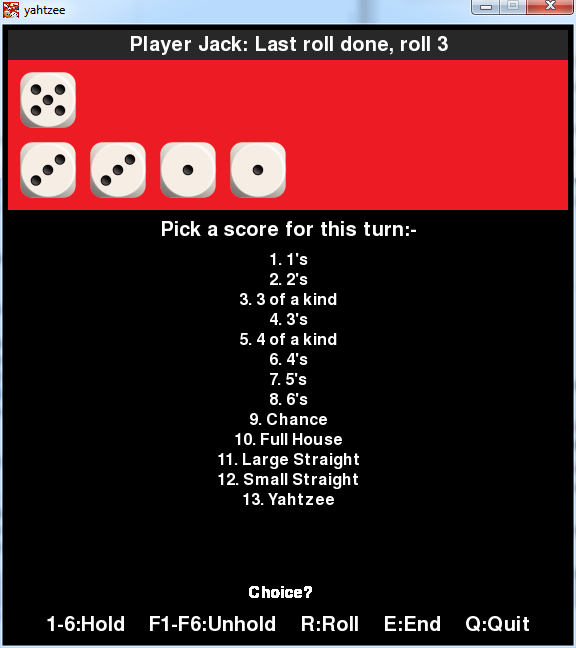 yahtzee
Player Jack: Last roll done, roll 3
Pick a score for this turn:-
1. 1's
2. 2's
3. 3 of a kind
4. 3's
5. 4 of a kind
6. 4's
7. 5's
8. 6's
9. Chance
10. Full House
11. Large Straight
12. Small Straight
13. Yahtzee
Choice?
1-6:Hold F1-F6:Unhold R:Roll E:End Q:Quit